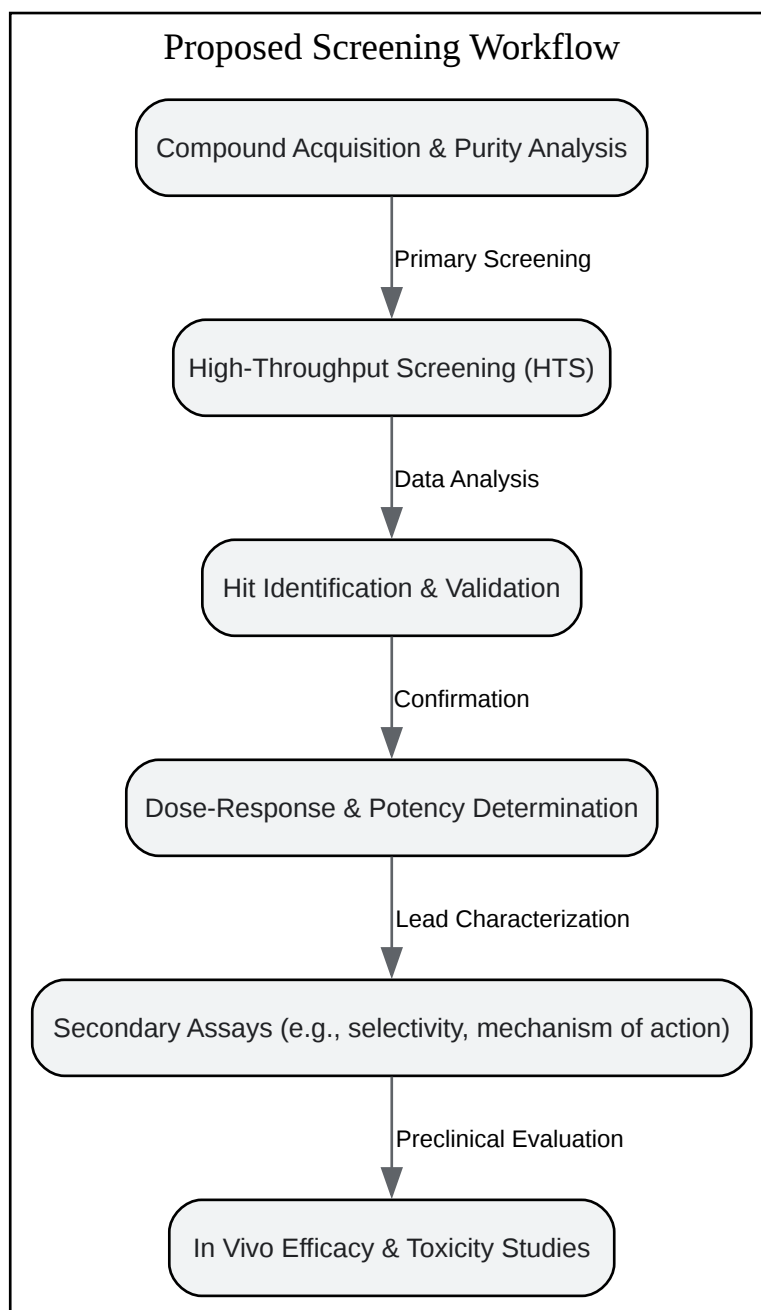 Proposed Screening Workflow
Compound Acquisition & Purity Analysis
Primary Screening
High-Throughput Screening (HTS)
Data Analysis
Hit Identification & Validation
Confirmation
Dose-Response & Potency Determination
Lead Characterization
Secondary Assays (e.g., selectivity, mechanism of action)
Preclinical Evaluation
In Vivo Efficacy & Toxicity Studies